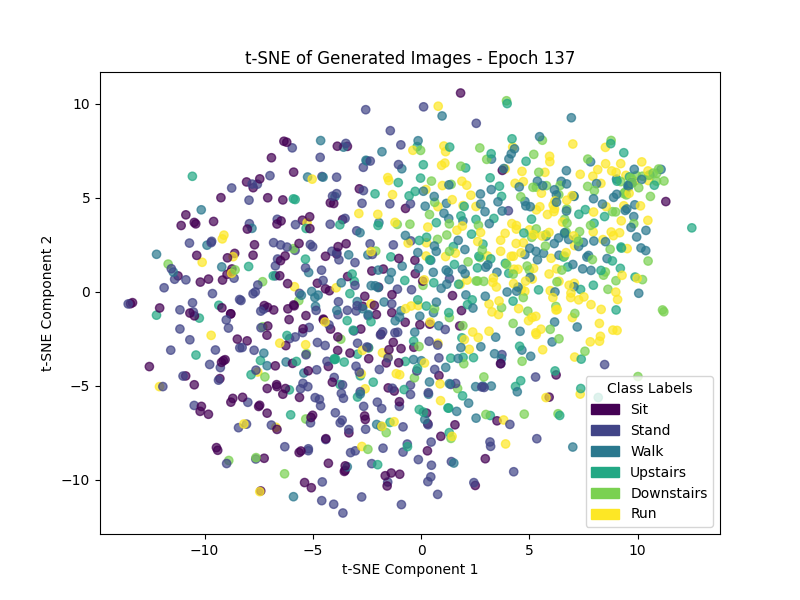 t-SNE of Generated Images - Epoch 137
t-SNE Component 2
10
5
0
−5
−10
−10
−5
0
5
10
t-SNE Component 1
Class Labels
Sit
Stand
Walk
Upstairs
Downstairs
Run